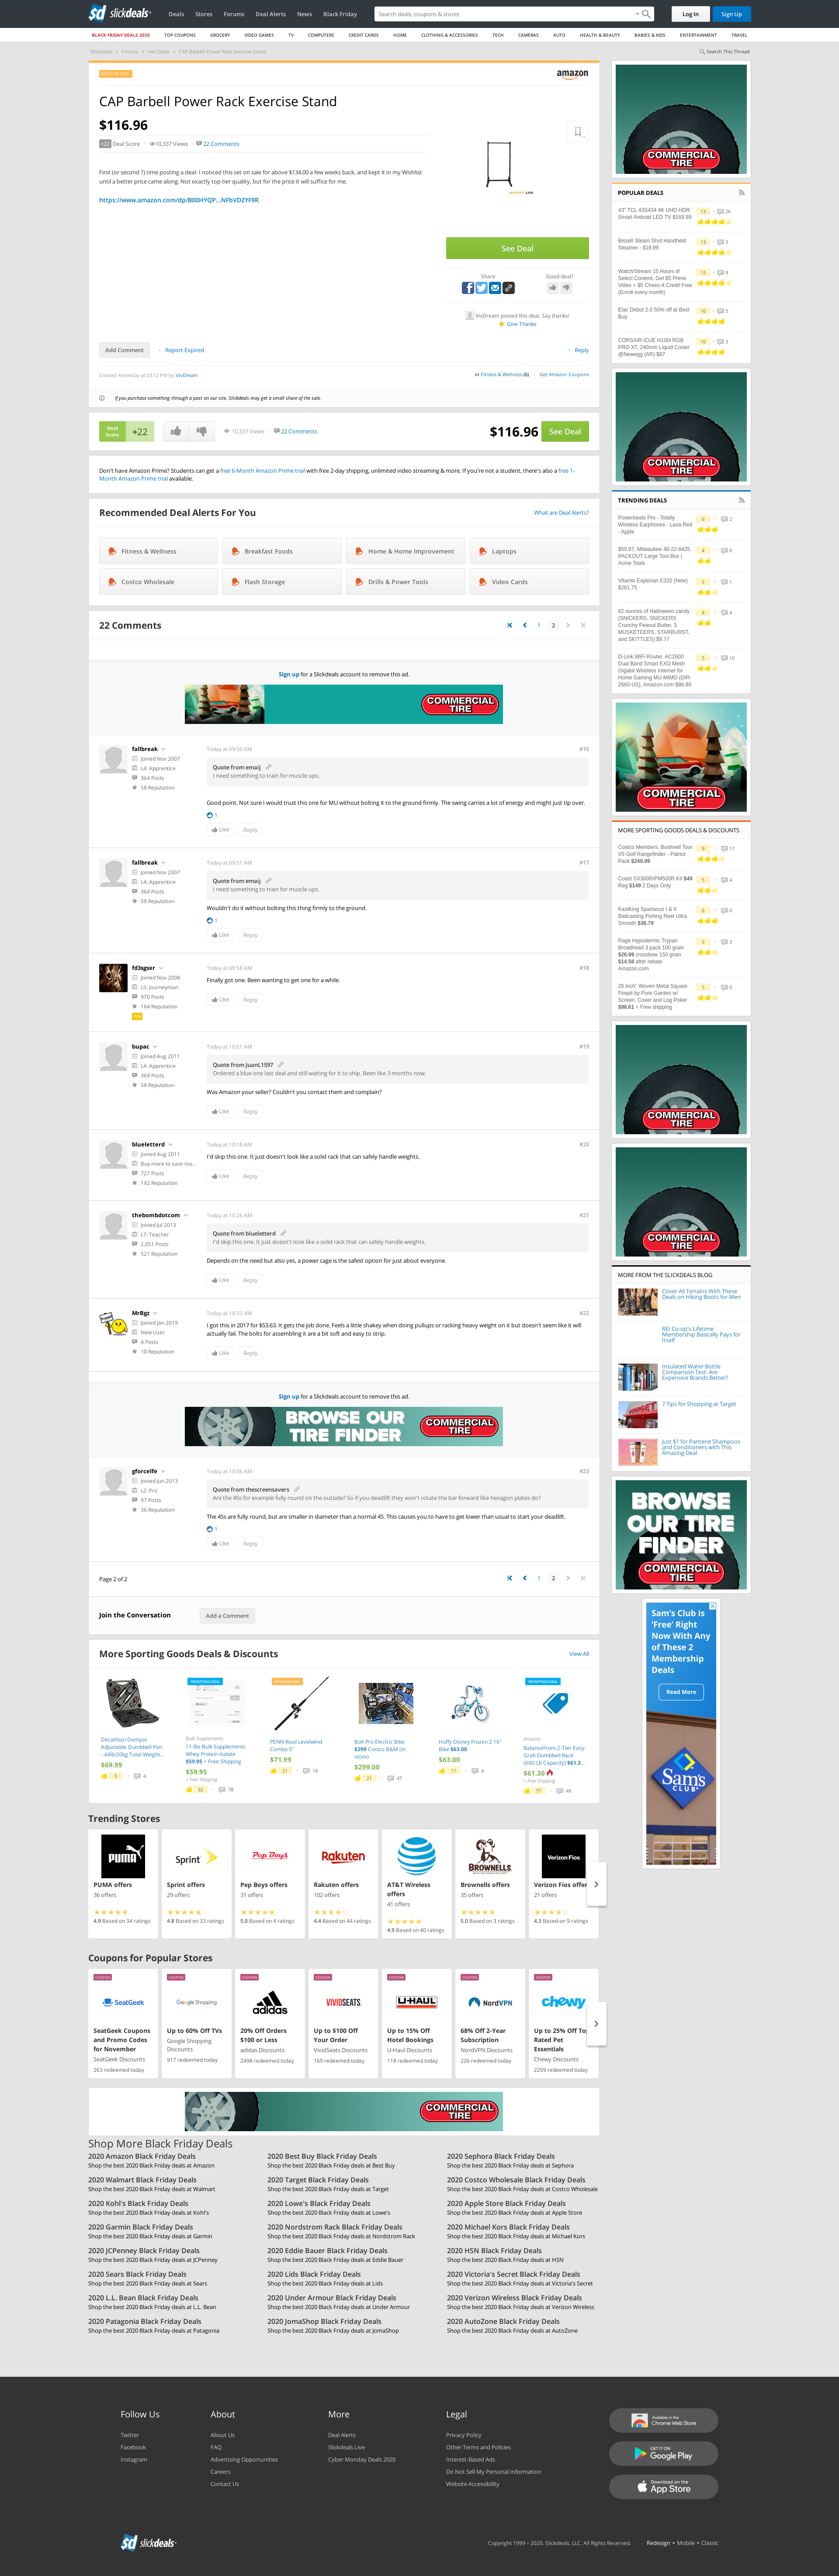 slickdeals
Deals Stores Forums Deal Alerts News Black Friday
Search deals, coupons & stores
Log In
Sign Up
BLACK FRIDAY DEALS 2020 TOP COUPONS GROCERY VIDEO GAMES TV COMPUTERS CREDIT CARDS HOME CLOTHING & ACCESSORIES TECH CAMERAS AUTO HEALTH & BEAUTY BABIES & KIDS ENTERTAINMENT TRAVEL
Slickdeals Forums Hot Deals CAP Barbell Power Rack Exercise Stand
Search This Thread
POPULAR DEAL
amazon
CAP Barbell Power Rack Exercise Stand
$116.96
+22 Deal Score 10,337 Views 22 Comments
First (or second ?) time posting a deal- I noticed this set on sale for above $134.00 a few weeks back, and kept it in my Wishlist
until a better price came along. Not exactly top tier quality, but for the price it will suffice for me.
https://www.amazon.com/dp/B00HYQP...NFbVD2YF9R
See Deal
Share
Good deal?
VivDream posted this deal. Say thanks!
Give Thanks
Add Comment
Report Expired
Reply
Created Yesterday at 03:12 PM by VivDream
in Fitness & Wellness (6) Get Amazon Coupons
If you purchase something through a post on our site, Slickdeals may get a small share of the sale.
Deal
Score
+22
10,337 Views 22 Comments
$116.96
See Deal
Don't have Amazon Prime? Students can get a free 6-Month Amazon Prime trial with free 2-day shipping, unlimited video streaming & more. If you're not a student, there's also a free 1-
Month Amazon Prime trial available.
Recommended Deal Alerts For You
What are Deal Alerts?
Fitness & Wellness
Breakfast Foods
Home & Home Improvement
Laptops
Costco Wholesale
Flash Storage
Drills & Power Tools
Video Cards
22 Comments
1 2
Sign up for a Slickdeals account to remove this ad.
COMMERCIAL
TIRE
fallbreak
Joined Nov 2007
L4: Apprentice
364 Posts
58 Reputation
Today at 09:50 AM
#16
Quote from emaij
I need something to train for muscle ups.
Good point. Not sure I would trust this one for MU without bolting it to the ground firmly. The swing carries a lot of energy and might just tip over.
1
Like Reply
fallbreak
Joined Nov 2007
L4: Apprentice
364 Posts
58 Reputation
Today at 09:51 AM
#17
Quote from emaij
I need something to train for muscle ups.
Wouldn't do it without bolting this thing firmly to the ground.
1
Like Reply
fd3sgsxr
Joined Nov 2008
L5: Journeyman
970 Posts
164 Reputation
Pro
Today at 09:58 AM
#18
Finally got one. Been wanting to get one for a while.
Like Reply
bupac
Joined Aug 2011
L4: Apprentice
369 Posts
58 Reputation
Today at 10:01 AM
#19
Quote from JuanL1597
Ordered a blue one last deal and still waiting for it to ship. Been like 3 months now.
Was Amazon your seller? Couldn't you contact them and complain?
Like Reply
blueletterd
Joined Aug 2011
Buy more to save mo...
727 Posts
192 Reputation
Today at 10:18 AM
#20
I'd skip this one. It just doesn't look like a solid rack that can safely handle weights.
Like Reply
thebombdotcom
Joined Jul 2013
L7: Teacher
2,051 Posts
521 Reputation
Today at 10:26 AM
#21
Quote from blueletterd
I'd skip this one. It just doesn't look like a solid rack that can safely handle weights.
Depends on the need but also yes, a power cage is the safest option for just about everyone.
Like Reply
MrBgz
Joined Jan 2019
New User
4 Posts
10 Reputation
Today at 10:33 AM
#22
I got this in 2017 for $53.63. It gets the job done. Feels a little shakey when doing pullups or racking heavy weight on it but doesn't seem like it will
actually fail. The bolts for assembling it are a bit soft and easy to strip.
Like Reply
Sign up for a Slickdeals account to remove this ad.
BROWSE OUR
TIRE FINDER
COMMERCIAL
TIRE
gforcelfe
Joined Jun 2013
L2: Pro
97 Posts
36 Reputation
Today at 10:56 AM
#23
Quote from thescreensavers
Are the 45s for example fully round on the outside? So if you deadlift they won't rotate the bar forward like hexagon plates do?
The 45s are fully round, but are smaller in diameter than a normal 45. This causes you to have to get lower than usual to start your deadlift.
1
Like Reply
Page 2 of 2
1 2
Join the Conversation
Add a Comment
More Sporting Goods Deals & Discounts
View All
Decathlon Domyos
Adjustable Dumbbell Pair
- 44lb/20kg Total Weight...
$69.99
5 4
FRONTPAGE DEAL
Bulk Supplements
11-lbs Bulk Supplements
Whey Protein Isolate
$59.95 + Free Shipping
$59.95
+ Free Shipping
32 78
POPULAR DEAL
PENN Rival Levelwind
Combo 5"
$71.99
21 18
Bolt Pro Electric Bike
$299 Costco B&M (in
store)
$299.00
21 47
Huffy Disney Frozen 2 16"
Bike $63.00
$63.00
11 4
FRONTPAGE DEAL
Amazon
BalanceFrom 2-Tier Easy-
Grab Dumbbell Rack
(600-Lb Capacity) $61.3...
$61.30
+ Free Shipping
77 49
Trending Stores
PUMA
PUMA offers
36 offers
4.9 Based on 34 ratings
Sprint
Sprint offers
29 offers
4.8 Based on 33 ratings
Pep Boys
Pep Boys offers
31 offers
5.0 Based on 4 ratings
Rakuten
Rakuten offers
102 offers
4.4 Based on 44 ratings
AT&T Wireless
offers
41 offers
4.9 Based on 40 ratings
BROWNELLS
Brownells offers
35 offers
5.0 Based on 3 ratings
Verizon Fios
Verizon Fios offer
21 offers
4.3 Based on 9 ratings
Coupons for Popular Stores
COUPON
SeatGeek
SeatGeek Coupons
and Promo Codes
for November
SeatGeek Discounts
263 redeemed today
COUPON
Google Shopping
Up to 60% Off TVs
Google Shopping
Discounts
917 redeemed today
COUPON
adidas
20% Off Orders
$100 or Less
adidas Discounts
2498 redeemed today
COUPON
VIVIDSEATS
Up to $100 Off
Your Order
VividSeats Discounts
169 redeemed today
COUPON
U-HAUL
Up to 15% Off
Hotel Bookings
U-Haul Discounts
118 redeemed today
COUPON
NordVPN
68% Off 2-Year
Subscription
NordVPN Discounts
226 redeemed today
COUPON
chewy
Up to 25% Off To
Rated Pet
Essentials
Chewy Discounts
2209 redeemed today
COMMERCIAL
TIRE
Shop More Black Friday Deals
2020 Amazon Black Friday Deals
Shop the best 2020 Black Friday deals at Amazon
2020 Best Buy Black Friday Deals
Shop the best 2020 Black Friday deals at Best Buy
2020 Sephora Black Friday Deals
Shop the best 2020 Black Friday deals at Sephora
2020 Walmart Black Friday Deals
Shop the best 2020 Black Friday deals at Walmart
2020 Target Black Friday Deals
Shop the best 2020 Black Friday deals at Target
2020 Costco Wholesale Black Friday Deals
Shop the best 2020 Black Friday deals at Costco Wholesale
2020 Kohl's Black Friday Deals
Shop the best 2020 Black Friday deals at Kohl's
2020 Lowe's Black Friday Deals
Shop the best 2020 Black Friday deals at Lowe's
2020 Apple Store Black Friday Deals
Shop the best 2020 Black Friday deals at Apple Store
2020 Garmin Black Friday Deals
Shop the best 2020 Black Friday deals at Garmin
2020 Nordstrom Rack Black Friday Deals
Shop the best 2020 Black Friday deals at Nordstrom Rack
2020 Michael Kors Black Friday Deals
Shop the best 2020 Black Friday deals at Michael Kors
2020 JCPenney Black Friday Deals
Shop the best 2020 Black Friday deals at JCPenney
2020 Eddie Bauer Black Friday Deals
Shop the best 2020 Black Friday deals at Eddie Bauer
2020 HSN Black Friday Deals
Shop the best 2020 Black Friday deals at HSN
2020 Sears Black Friday Deals
Shop the best 2020 Black Friday deals at Sears
2020 Lids Black Friday Deals
Shop the best 2020 Black Friday deals at Lids
2020 Victoria's Secret Black Friday Deals
Shop the best 2020 Black Friday deals at Victoria's Secret
2020 L.L. Bean Black Friday Deals
Shop the best 2020 Black Friday deals at L.L. Bean
2020 Under Armour Black Friday Deals
Shop the best 2020 Black Friday deals at Under Armour
2020 Verizon Wireless Black Friday Deals
Shop the best 2020 Black Friday deals at Verizon Wireless
2020 Patagonia Black Friday Deals
Shop the best 2020 Black Friday deals at Patagonia
2020 JomaShop Black Friday Deals
Shop the best 2020 Black Friday deals at JomaShop
2020 AutoZone Black Friday Deals
Shop the best 2020 Black Friday deals at AutoZone
COMMERCIAL
TIRE
POPULAR DEALS
43" TCL 43S434 4K UHD HDR
Smart Android LED TV $169.99
13 26
Bissell Steam Shot Handheld
Steamer - $19.99
13 3
Watch/Stream 15 Hours of
Select Content, Get $5 Prime
Video + $5 Cheez-It Credit Free
(Enroll every month)
12 9
Elac Debut 2.0 50% off at Best
Buy
10 5
CORSAIR iCUE H100i RGB
PRO XT, 240mm Liquid Cooler
@Newegg (AR) $87
10 3
COMMERCIAL
TIRE
TRENDING DEALS
Powerbeats Pro - Totally
Wireless Earphones - Lava Red
- Apple
6 2
$59.97, Milwaukee 48-22-8425
PACKOUT Large Tool Box |
Acme Tools
4 8
Vitamix Explorian E320 (New)
$261.75
5 1
82 ounces of Halloween candy
(SNICKERS, SNICKERS
Crunchy Peanut Butter, 3
MUSKETEERS, STARBURST,
and SKITTLES) $9.77
4 4
D-Link WiFi Router, AC2600
Dual Band Smart EXO Mesh
Gigabit Wireless Internet for
Home Gaming MU-MIMO (DIR-
2660-US), Amazon.com $86.89
5 10
COMMERCIAL
TIRE
MORE SPORTING GOODS DEALS & DISCOUNTS
Costco Members: Bushnell Tour
V5 Golf Rangefinder - Patriot
Pack $249.99
9 17
Coast SX300R/PM500R Kit $49
Reg $149 2 Days Only
5 4
KastKing Spartacus I & II
Baitcasting Fishing Reel Ultra
Smooth $36.79
6 0
Rage Hypodermic Trypan
Broadhead 3 pack 100 grain
$26.99 crossbow 150 grain
$14.58 after rebate
Amazon.com
5 3
26 Inch" Woven Metal Square
Firepit by Pure Garden w/
Screen, Cover and Log Poker
$98.61 + Free shipping
5 0
COMMERCIAL
TIRE
COMMERCIAL
TIRE
MORE FROM THE SLICKDEALS BLOG
Cover All Terrains With These
Deals on Hiking Boots for Men
REI Co-op's Lifetime
Membership Basically Pays for
Itself
Insulated Water Bottle
Comparison Test: Are
Expensive Brands Better?
7 Tips for Shopping at Target
Just $1 for Pantene Shampoos
and Conditioners with This
Amazing Deal
BROWSE
OUR TIRE
FINDER
COMMERCIAL
TIRE
Sam's Club is
'Free' Right
Now With Any
of These 2
Membership
Deals
Read More
Sam's
Club
Follow Us
Twitter
Facebook
Instagram
About
About Us
FAQ
Advertising Opportunities
Careers
Contact Us
More
Deal Alerts
Slickdeals Live
Cyber Monday Deals 2020
Legal
Privacy Policy
Other Terms and Policies
Interest-Based Ads
Do Not Sell My Personal Information
Website Accessibility
Available in the
Chrome Web Store
GET IT ON
Google Play
Download on the
App Store
slickdeals
Copyright 1999 - 2020. Slickdeals, LLC. All Rights Reserved.
Redesign • Mobile • Classic